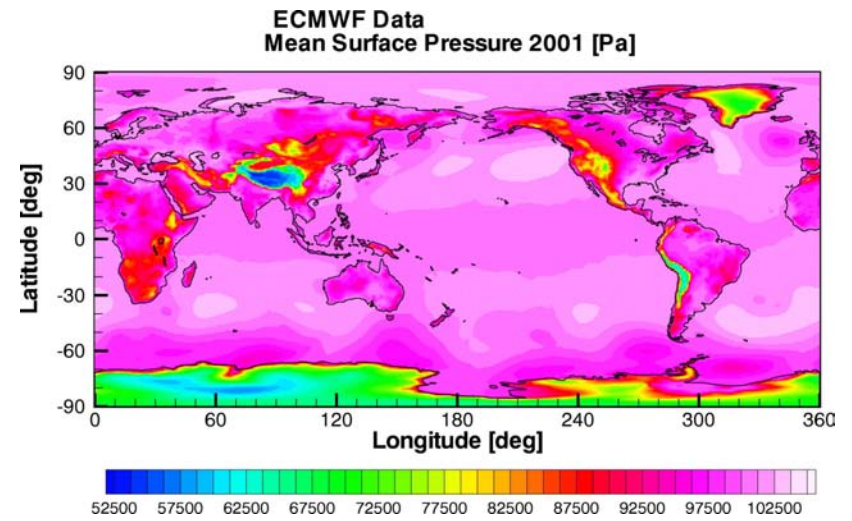 ECMWF Data
Mean Surface Pressure 2001 [Pa]
90
60
30
0
-30
-60
-90
Latitude [deg]
0 60 120 180 240 300 360
Longitude [deg]
52500 57500 62500 67500 72500 77500 82500 87500 92500 97500 102500